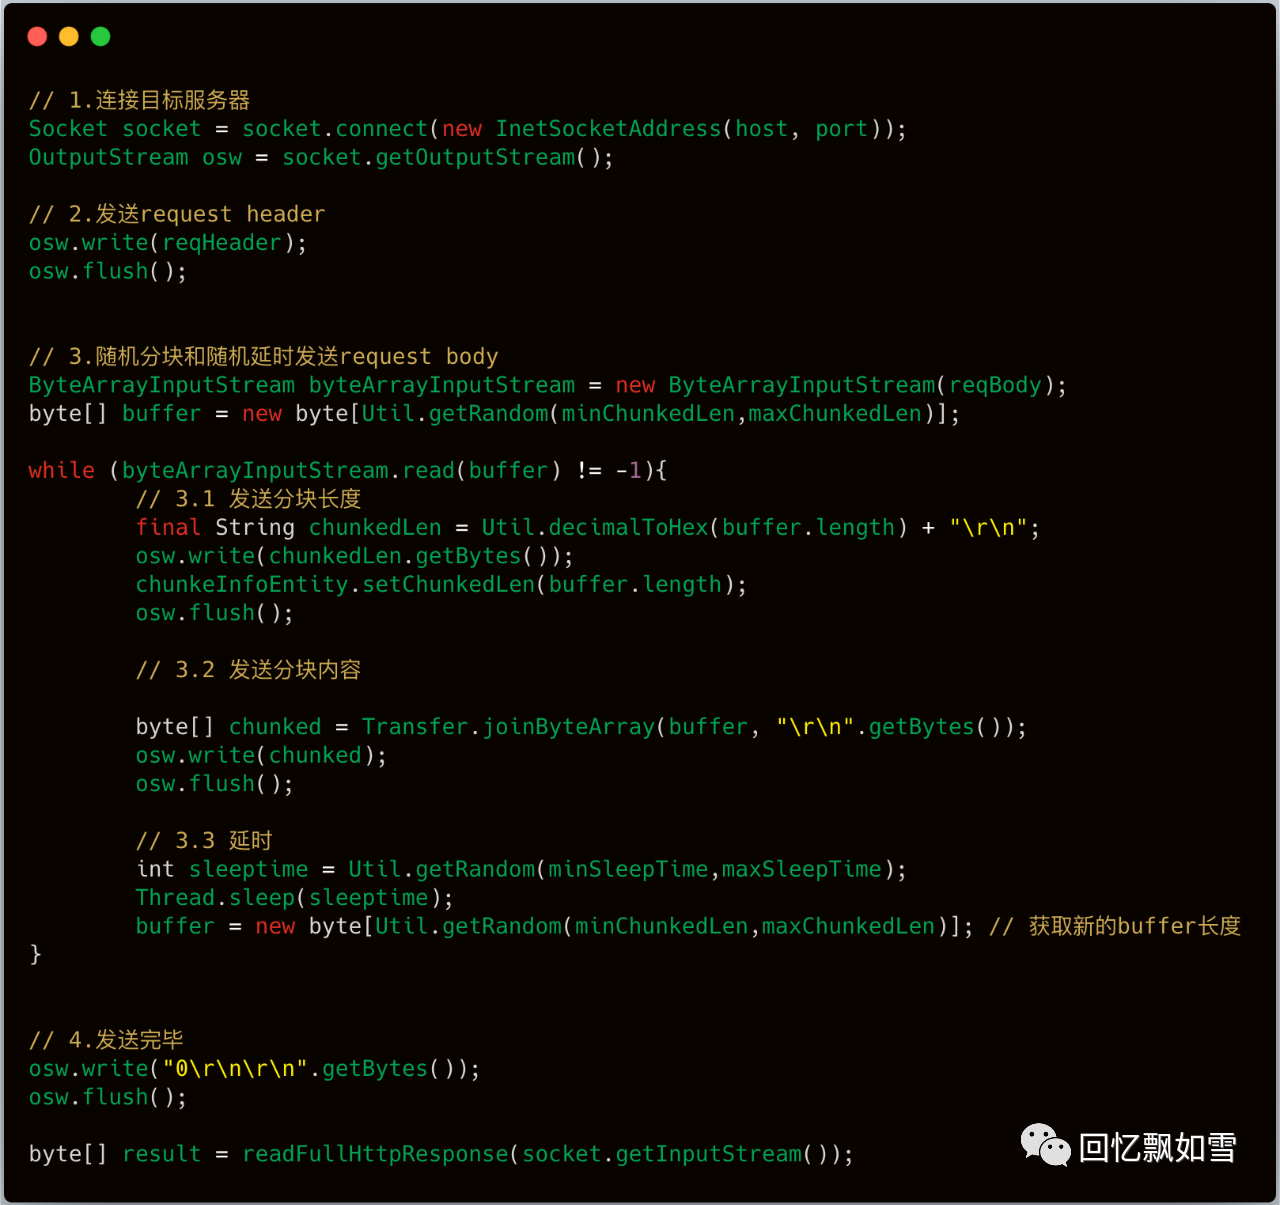 // 1.连接目标服务器
Socket socket = socket.connect(new InetSocketAddress(host, port));
OutputStream osw = socket.getOutputStream();
// 2.发送request header
osw.write(reqHeader);
osw.flush();
// 3.随机分块和随机延时发送request body
ByteArrayInputStream byteArrayInputStream = new ByteArrayInputStream(reqBody);
byte[] buffer = new byte[Util.getRandom(minChunkedLen,maxChunkedLen)];
while (byteArrayInputStream.read(buffer) != -1){
// 3.1 发送分块长度
final String chunkedLen = Util.decimalToHex(buffer.length) + "\r\n";
osw.write(chunkedLen.getBytes());
chunkeInfoEntity.setChunkedLen(buffer.length);
osw.flush();
// 3.2 发送分块内容
byte[] chunked = Transfer.joinByteArray(buffer, "\r\n".getBytes());
osw.write(chunked);
osw.flush();
// 3.3 延时
int sleeptime = Util.getRandom(minSleepTime,maxSleepTime);
Thread.sleep(sleeptime);
buffer = new byte[Util.getRandom(minChunkedLen,maxChunkedLen)]; // 获取新的buffer长度
}
// 4.发送完毕
osw.write("0\r\n\r\n".getBytes());
osw.flush();
byte[] result = readFullHttpResponse(socket.getInputStream());
回忆飘如雪